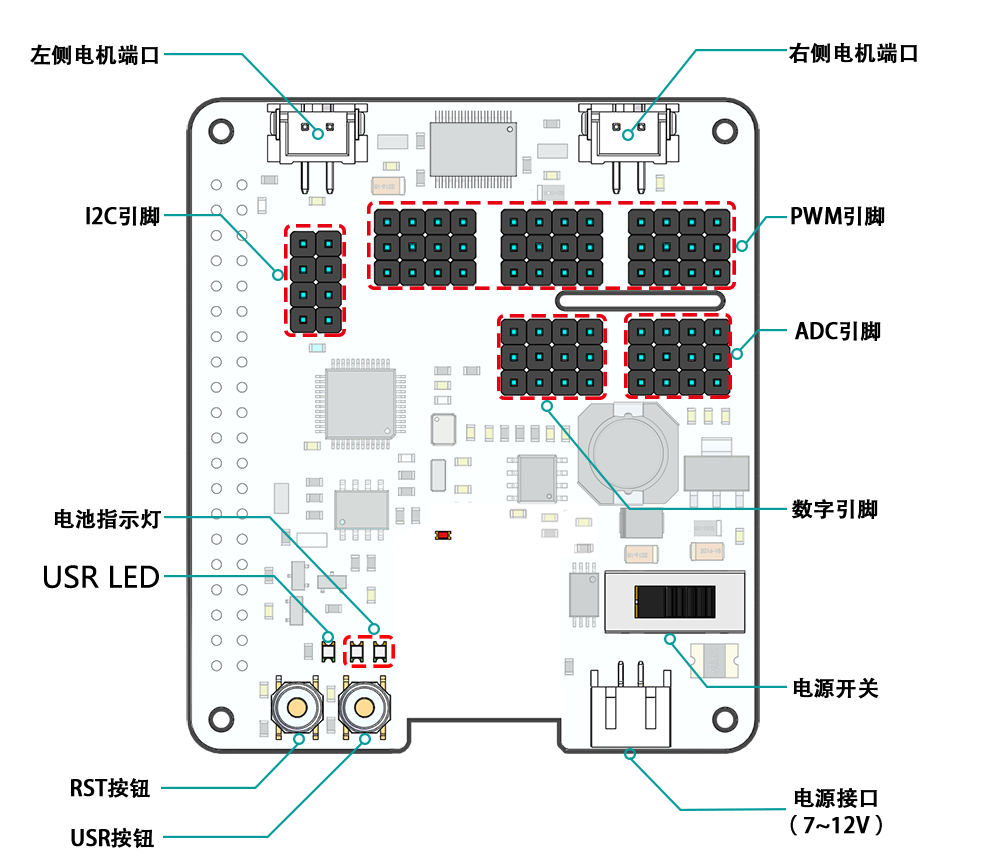 左侧电机端口
右侧电机端口
I2C引脚
PWM引脚
ADC引脚
电池指示灯
数字引脚
USR LED
电源开关
RST按钮
电源接口
（7~12V）
USR按钮